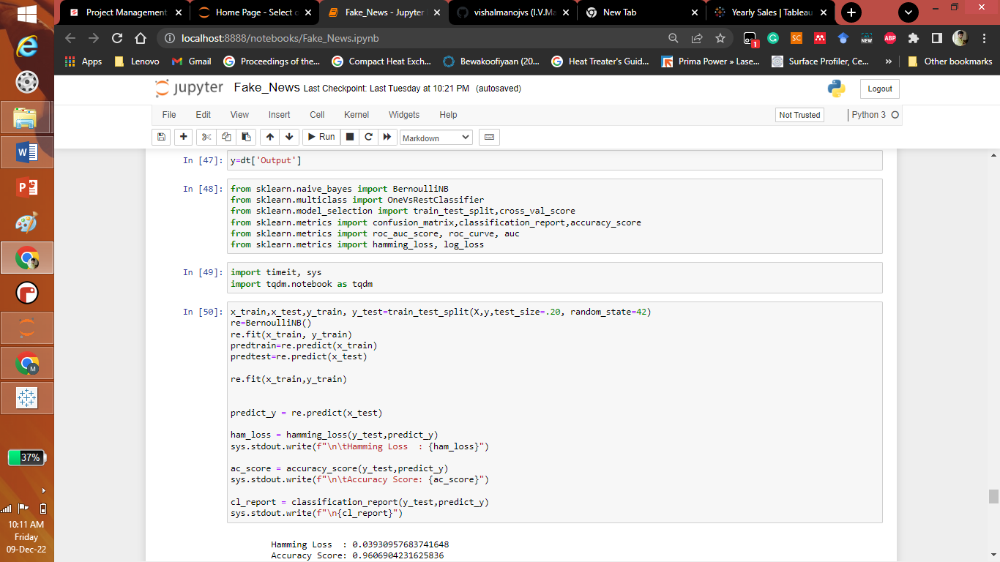 Project Management
Home Page - Select o
Fake_News - Jupyter
vishalmanojvs (I.V.Ma
New Tab
Yearly Sales | Tableau
localhost:8888/notebooks/Fake_News.ipynb
1
SC
NEW
ABP
Apps
Lenovo
Gmail
Proceedings of the...
Compact Heat Exch...
Bewakoofiyaan (20...
Heat Treater's Guid...
Prima Power » Lase...
Surface Profiler, Ce...
»
Other bookmarks
jupyter Fake_News Last Checkpoint: Last Tuesday at 10:21 PM (autosaved)
Logout
File Edit View Insert Cell Kernel Widgets Help
Not Trusted
Python 3
Run
Markdown
In [47]: y=dt['Output']
In [48]: from sklearn.naive_bayes import BernoulliNB
from sklearn.multiclass import OneVsRestClassifier
from sklearn.model_selection import train_test_split,cross_val_score
from sklearn.metrics import confusion_matrix,classification_report,accuracy_score
from sklearn.metrics import roc_auc_score, roc_curve, auc
from sklearn.metrics import hamming_loss, log_loss
In [49]: import timeit, sys
import tqdm.notebook as tqdm
In [50]: x_train,x_test,y_train, y_test=train_test_split(X,y,test_size=.20, random_state=42)
re=BernoulliNB()
re.fit(x_train, y_train)
predtrain=re.predict(x_train)
predtest=re.predict(x_test)
re.fit(x_train,y_train)
predict_y = re.predict(x_test)
ham_loss = hamming_loss(y_test,predict_y)
sys.stdout.write(f"\n\tHamming Loss  : {ham_loss}")
ac_score = accuracy_score(y_test,predict_y)
sys.stdout.write(f"\n\tAccuracy Score: {ac_score}")
cl_report = classification_report(y_test,predict_y)
sys.stdout.write(f"\n{cl_report}")
Hamming Loss  : 0.03930957683741648
Accuracy Score: 0.9606904231625836
37%
10:11 AM
Friday
09-Dec-22